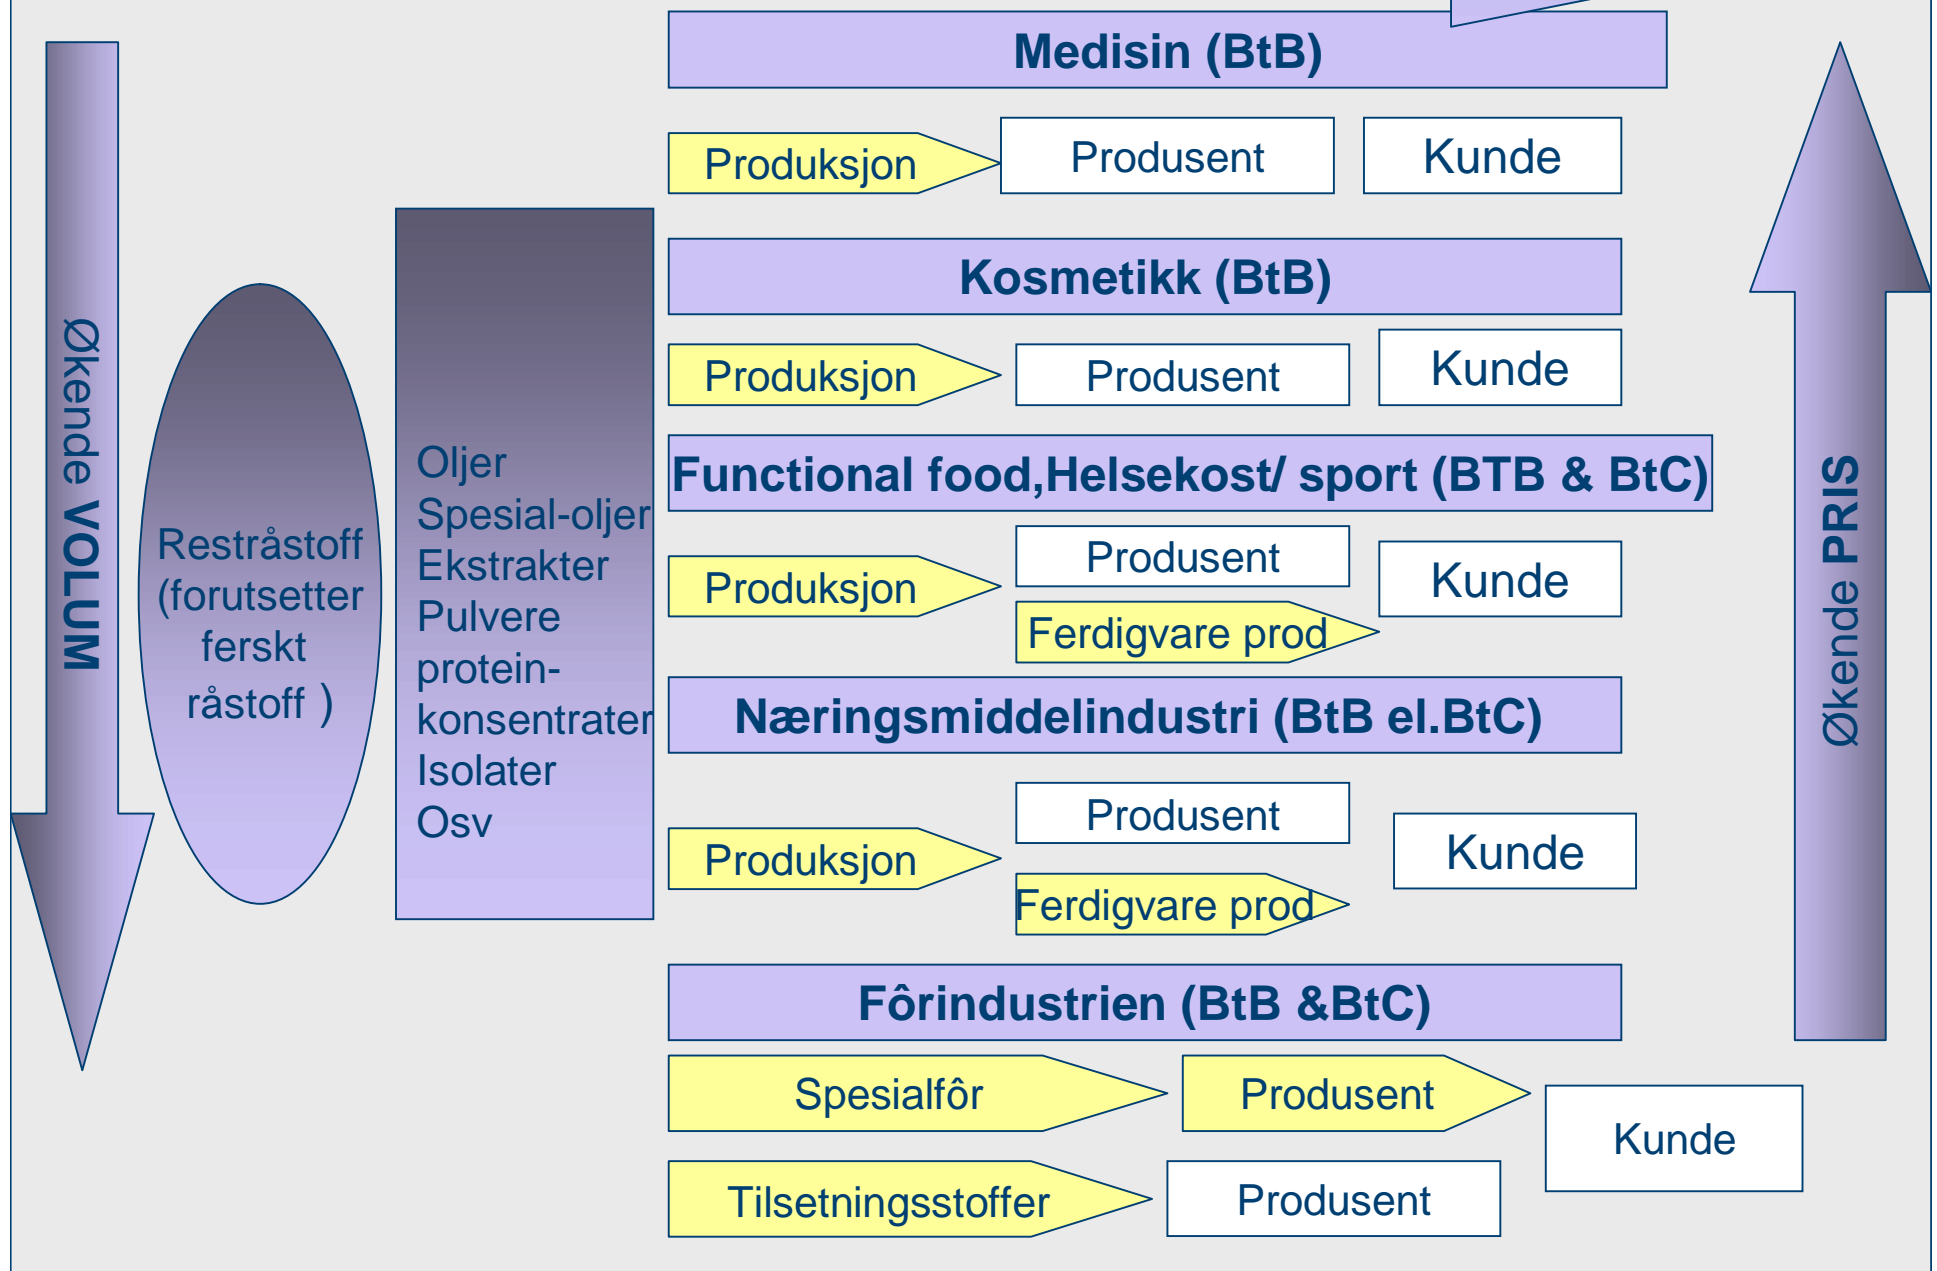 Medisin (BtB)
Produksjon
Produsent
Kunde
Kosmetikk (BtB)
Produksjon
Produsent
Kunde
Functional food,Helsekost/ sport (BTB & BtC)
Produksjon
Produsent
Ferdigvare prod
Kunde
Næringsmiddelindustri (BtB el.BtC)
Produksjon
Produsent
Ferdigvare prod
Kunde
Fôrindustrien (BtB &BtC)
Spesialfôr
Produsent
Kunde
Tilsetningsstoffer
Produsent
Økende VOLUM
Restråstoff
(forutsetter
ferskt
råstoff )
Oljer
Spesial-oljer
Ekstrakter
Pulvere
protein-
konsentrater
Isolater
Osv
Økende PRIS